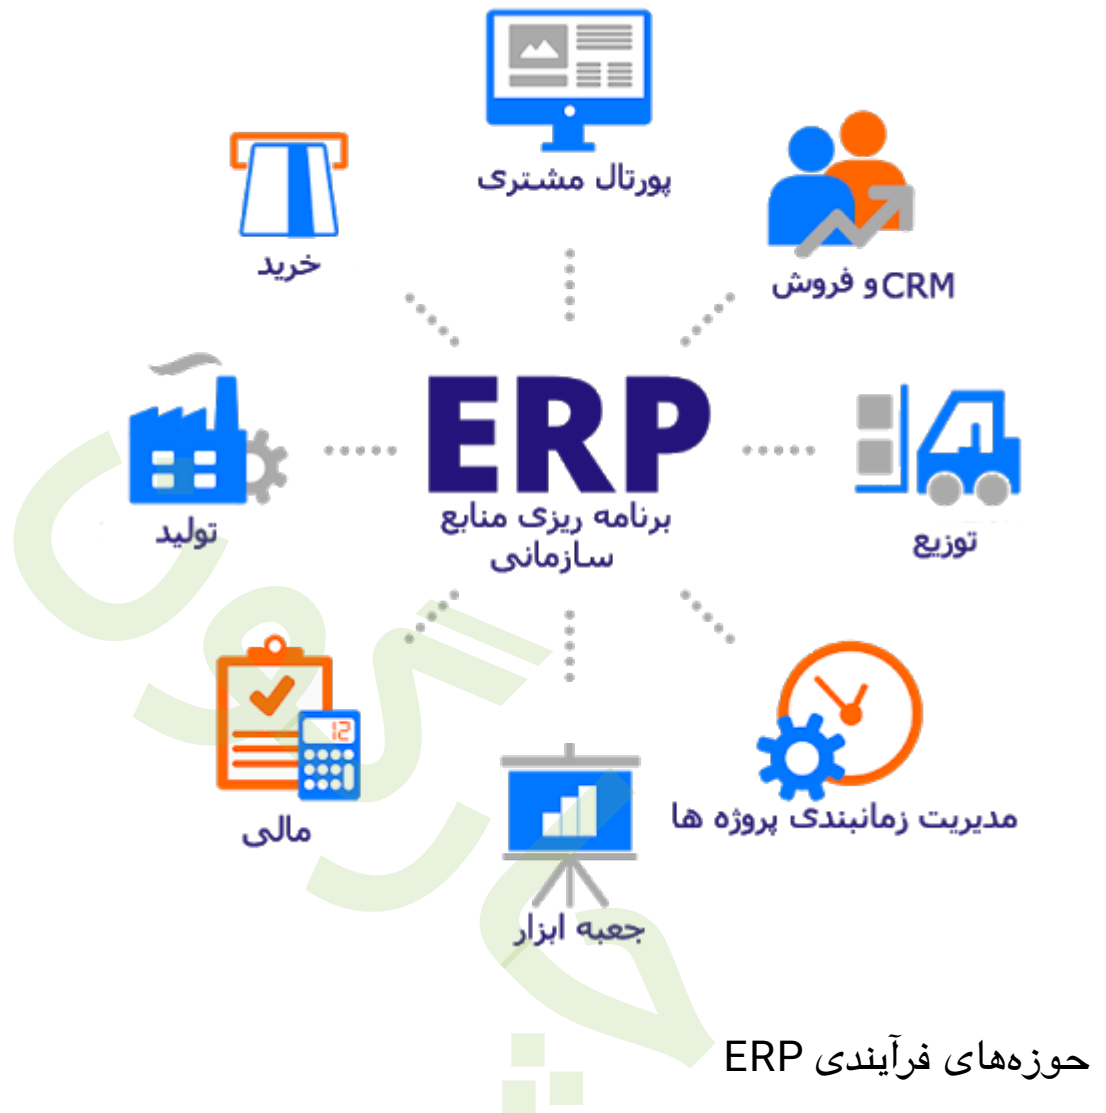 پورتال مشتری
CRM و فروش
خرید
ERP
برنامه ریزی منابع
سازمانی
تولید
توزیع
12
مالی
مدیریت زمانبندی پروژه ها
جعبه ابزار
حوزه‌های فرآیندی ERP